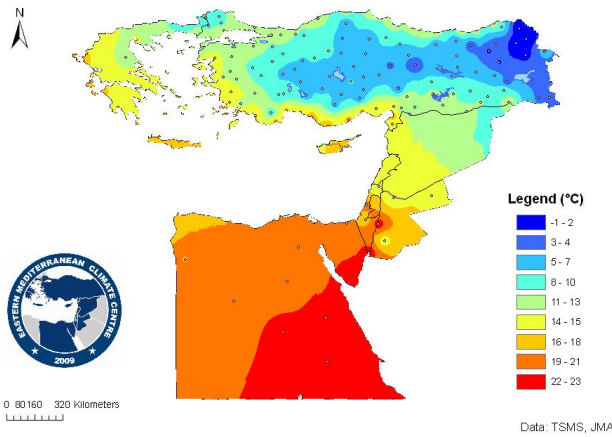 N
Legend (°C)
-1 - 2
3 - 4
5 - 7
8 - 10
11 - 13
14 - 15
16 - 18
19 - 21
22 - 23
EASTERN MEDITERRANEAN CLIMATE CENTRE
2009
0 80160 320 Kilometers
Data: TSMS, JMA